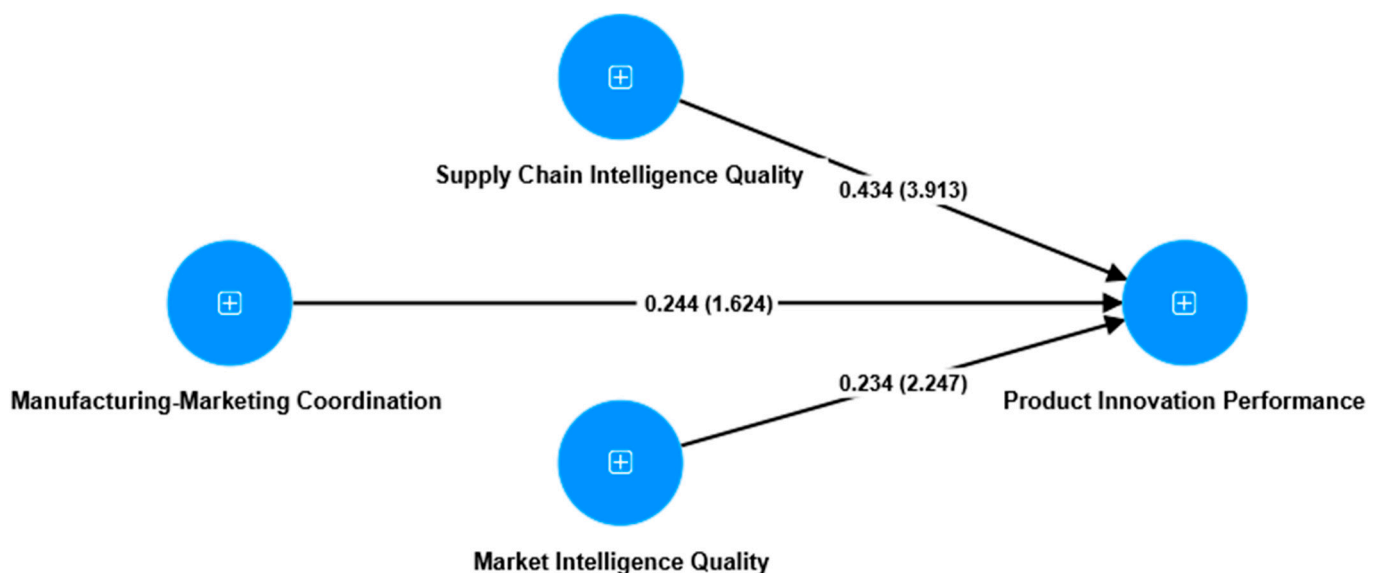 Supply Chain Intelligence Quality
0.434 (3.913)
0.244 (1.624)
Manufacturing-Marketing Coordination
0.234 (2.247)
Product Innovation Performance
Market Intelligence Quality